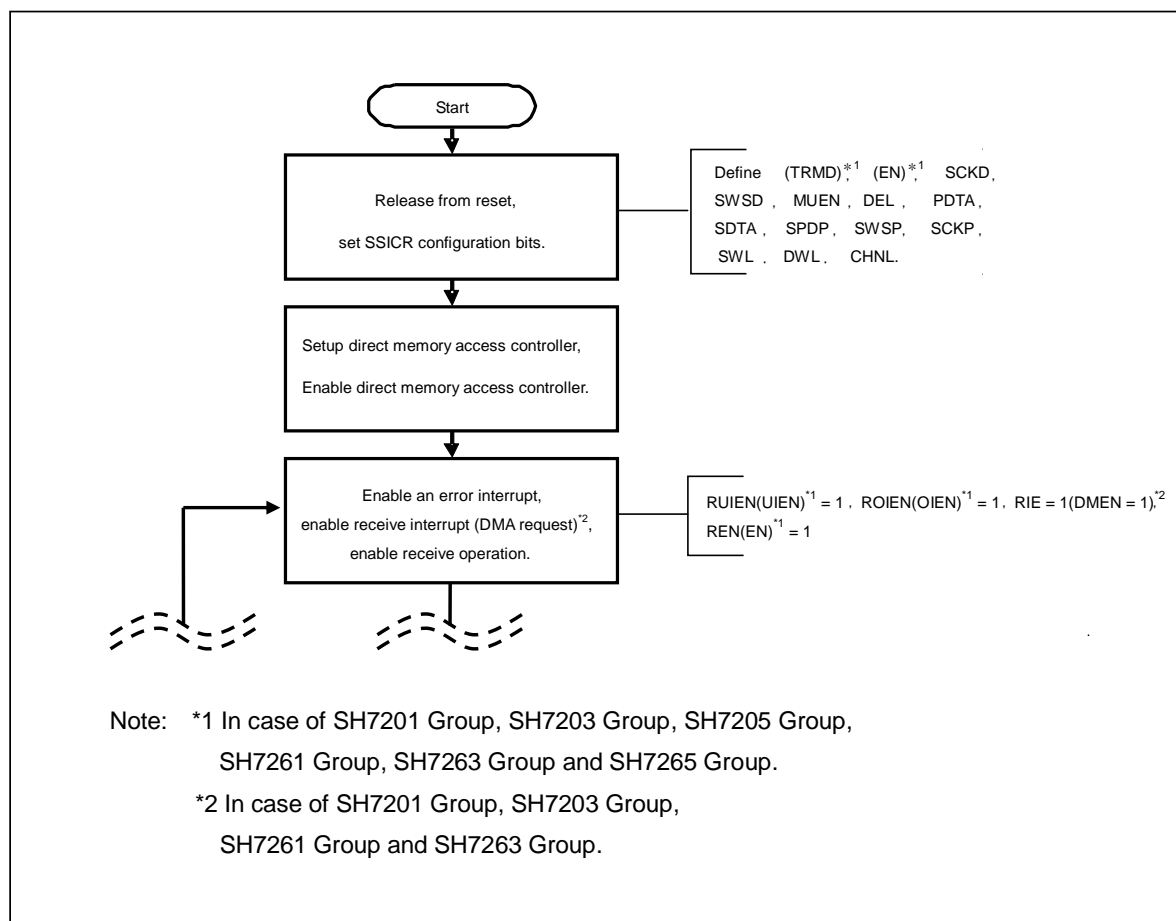 Start
Release from reset,
set SSICR configuration bits.
Define (TRMD)*1, (EN)*1, SCKD,
SWSD, MUEN, DEL, PDTA,
SDTA, SPDP, SWSP, SCKP,
SWL, DWL, CHNL.
Setup direct memory access controller,
Enable direct memory access controller.
Enable an error interrupt,
enable receive interrupt (DMA request)*2,
enable receive operation.
RUIEN(UIEN)*1 = 1, ROIEN(OIEN)*1 = 1, RIE = 1(DMEN = 1),*2
REN(EN)*1 = 1
Note: *1 In case of SH7201 Group, SH7203 Group, SH7205 Group,
SH7261 Group, SH7263 Group and SH7265 Group.
*2 In case of SH7201 Group, SH7203 Group,
SH7261 Group and SH7263 Group.